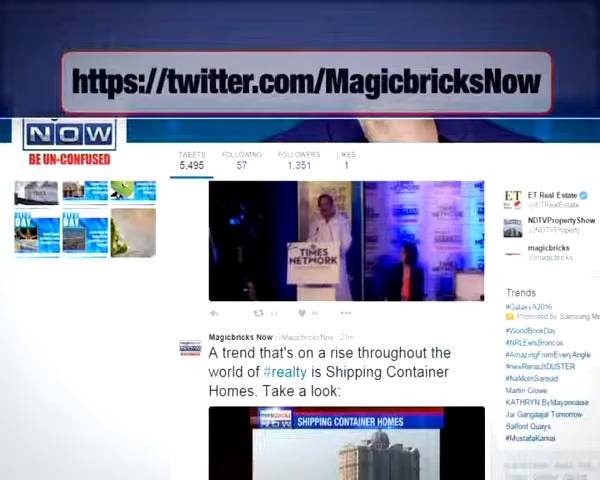 https://twitter.com/MagicbricksNow
NOW
BE UN-CONFUSED
TWEETS FOLLOWING FOLLOWERS LIKES
5,495 57 1,351 1
TIMES
NETWORK
ET Real Estate
@ETRealEstate
NDTVPropertyShow
@NDTVProperty
magicbricks
@magicbricks
Magicbricks Now @MagicbricksNow 21m
A trend that's on a rise throughout the
world of #realty is Shipping Container
Homes. Take a look:
NOW SHIPPING CONTAINER HOMES
Trends
#GalaxyA2016
Promoted by Samsung Mo
#WorldBookDay
#NRLEelsBroncos
#AmazingFromEveryAngle
#newRenaultDUSTER
#NaMoInSansad
Martin Crowe
KATHRYN ByMayonnaise
Jai Gangaajal Tomorrow
Salford Quays
#MustafaKamal